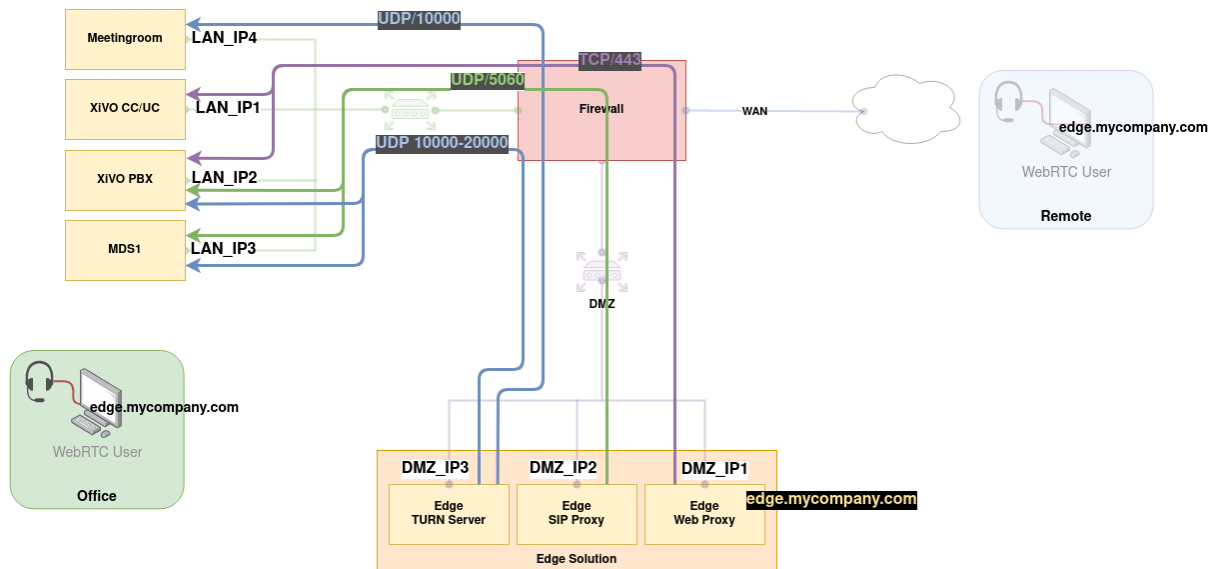 UDP/10000
Meetingroom
LAN_IP4
TCP/443
UDP/5060
XiVO CC/UC
LAN_IP1
Firewall
WAN
edge.mycompany.com
WebRTC User
Remote
UDP 10000-20000
XiVO PBX
LAN_IP2
MDS1
LAN_IP3
DMZ
edge.mycompany.com
WebRTC User
Office
DMZ_IP3
DMZ_IP2
DMZ_IP1
edge.mycompany.com
Edge
TURN Server
Edge
SIP Proxy
Edge
Web Proxy
Edge Solution